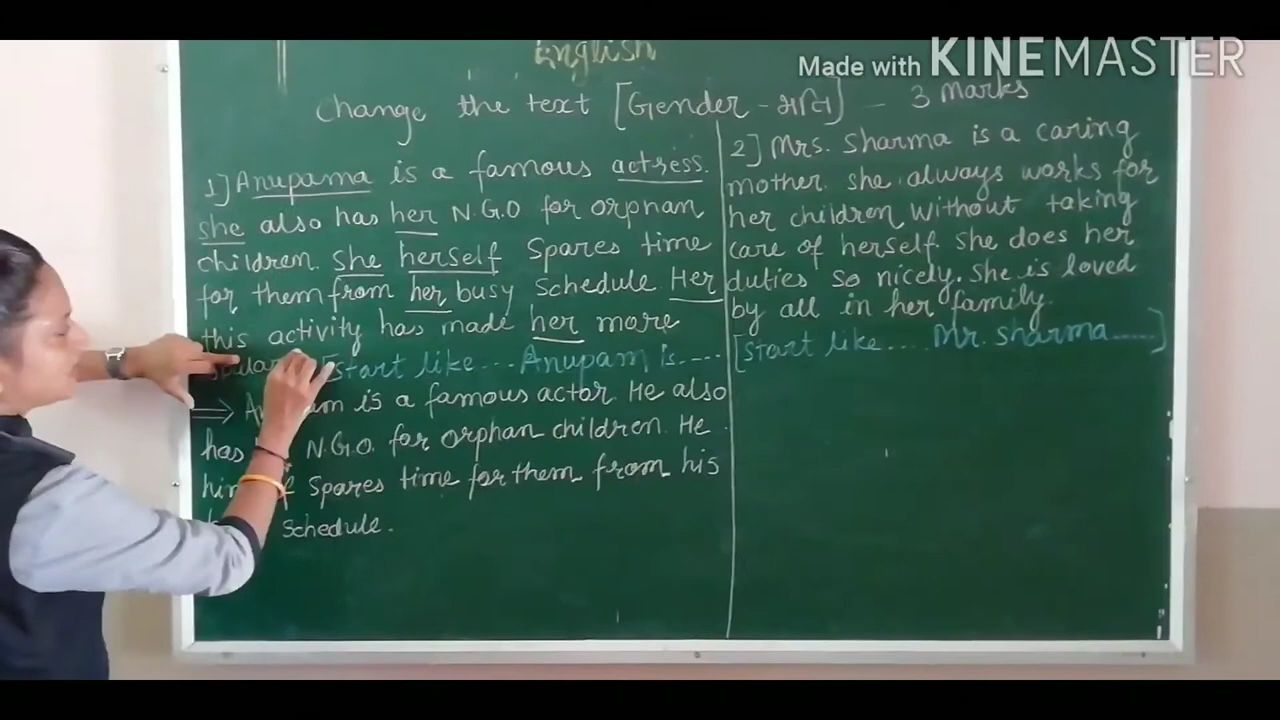 English
Made with KINEMASTER
Change the text [Gender - જાતિ] - 3 Marks
1] Anupama is a famous actress.
she also has her N.G.O for orphan
children. she herself Spares time
for them from her busy Schedule. Her
this activity has made her more
[start like... Anupam is....
⇒ is a famous actor. He also
has N.G.O. for orphan children. He
Spares time for them from his
Schedule.
2] Mrs. Sharma is a caring
mother. she always works for
her children without taking
care of herself. she does her
duties so nicely. She is loved
by all in her family.
[start like.... Mr. Sharma......]